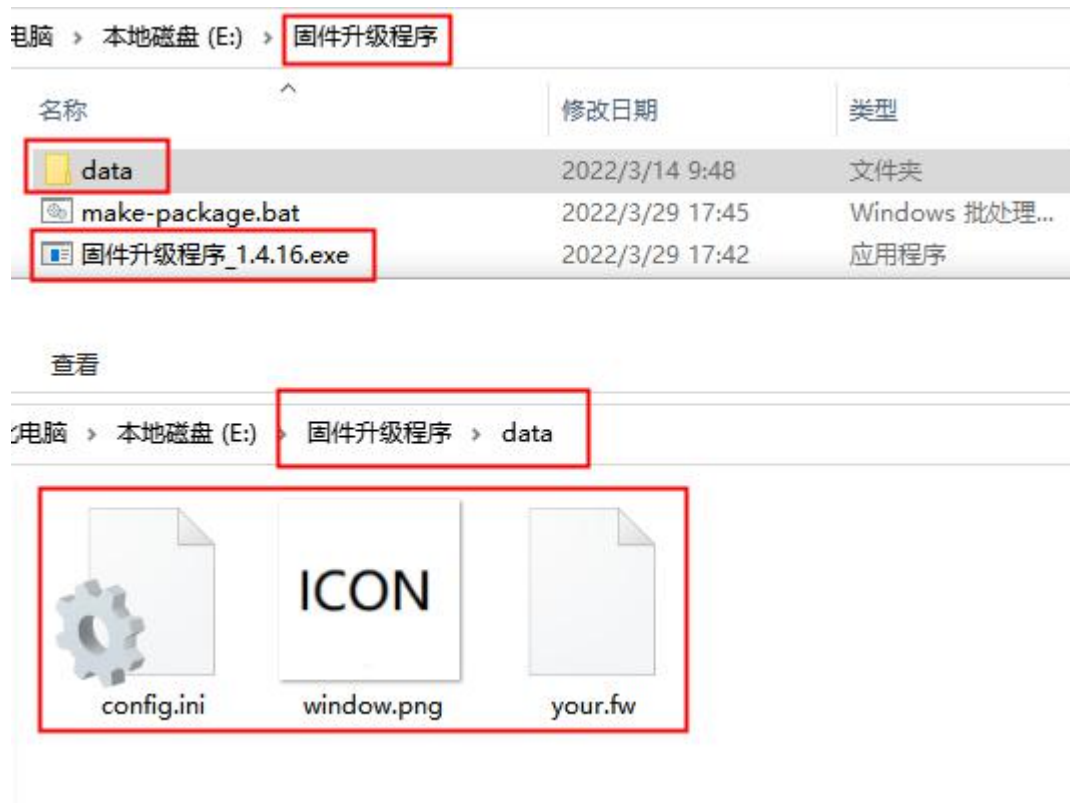 电脑 › 本地磁盘 (E:) › 固件升级程序
名称 修改日期 类型
data 2022/3/14 9:48 文件夹
make-package.bat 2022/3/29 17:45 Windows 批处理...
固件升级程序_1.4.16.exe 2022/3/29 17:42 应用程序
查看
电脑 › 本地磁盘 (E:) › 固件升级程序 › data
ICON
config.ini window.png your.fw